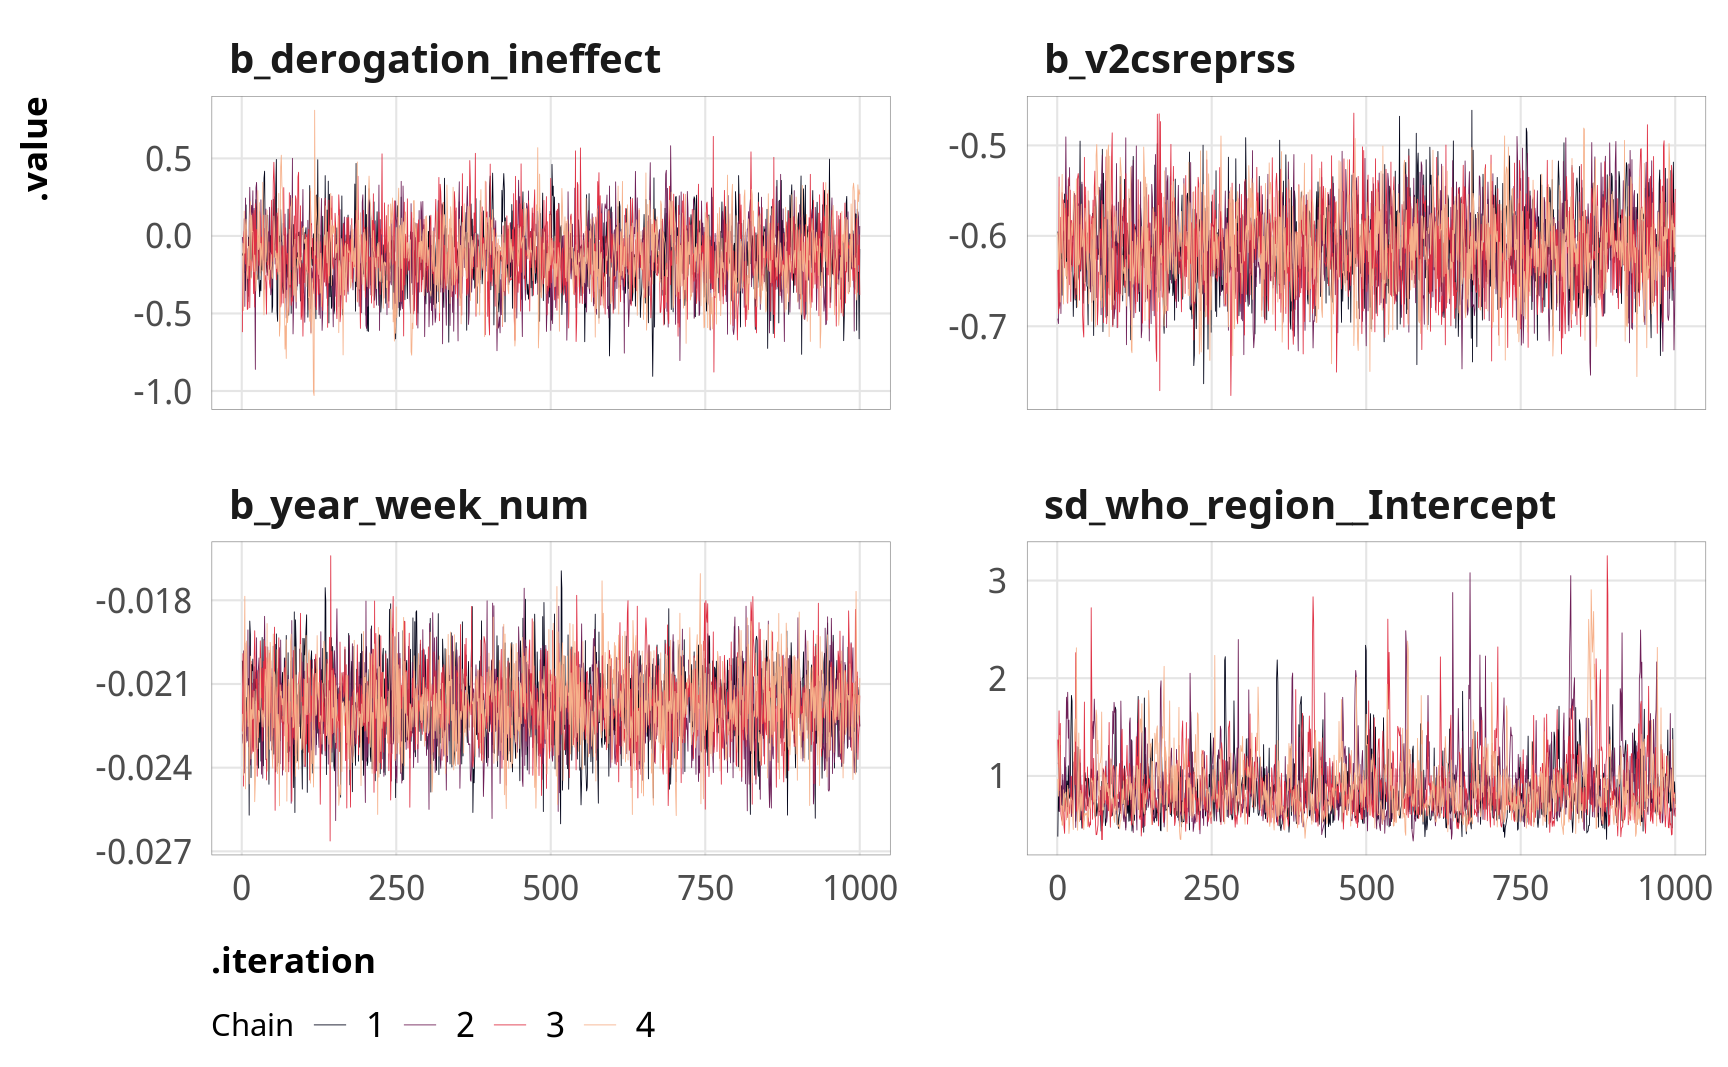 b_derogation_ineffect
b_v2csreprss
.value
0.5
0.0
-0.5
-1.0
-0.5
-0.6
-0.7
b_year_week_num
sd_who_region__Intercept
-0.018
-0.021
-0.024
-0.027
3
2
1
0 250 500 750 1000
0 250 500 750 1000
.iteration
Chain 1 2 3 4